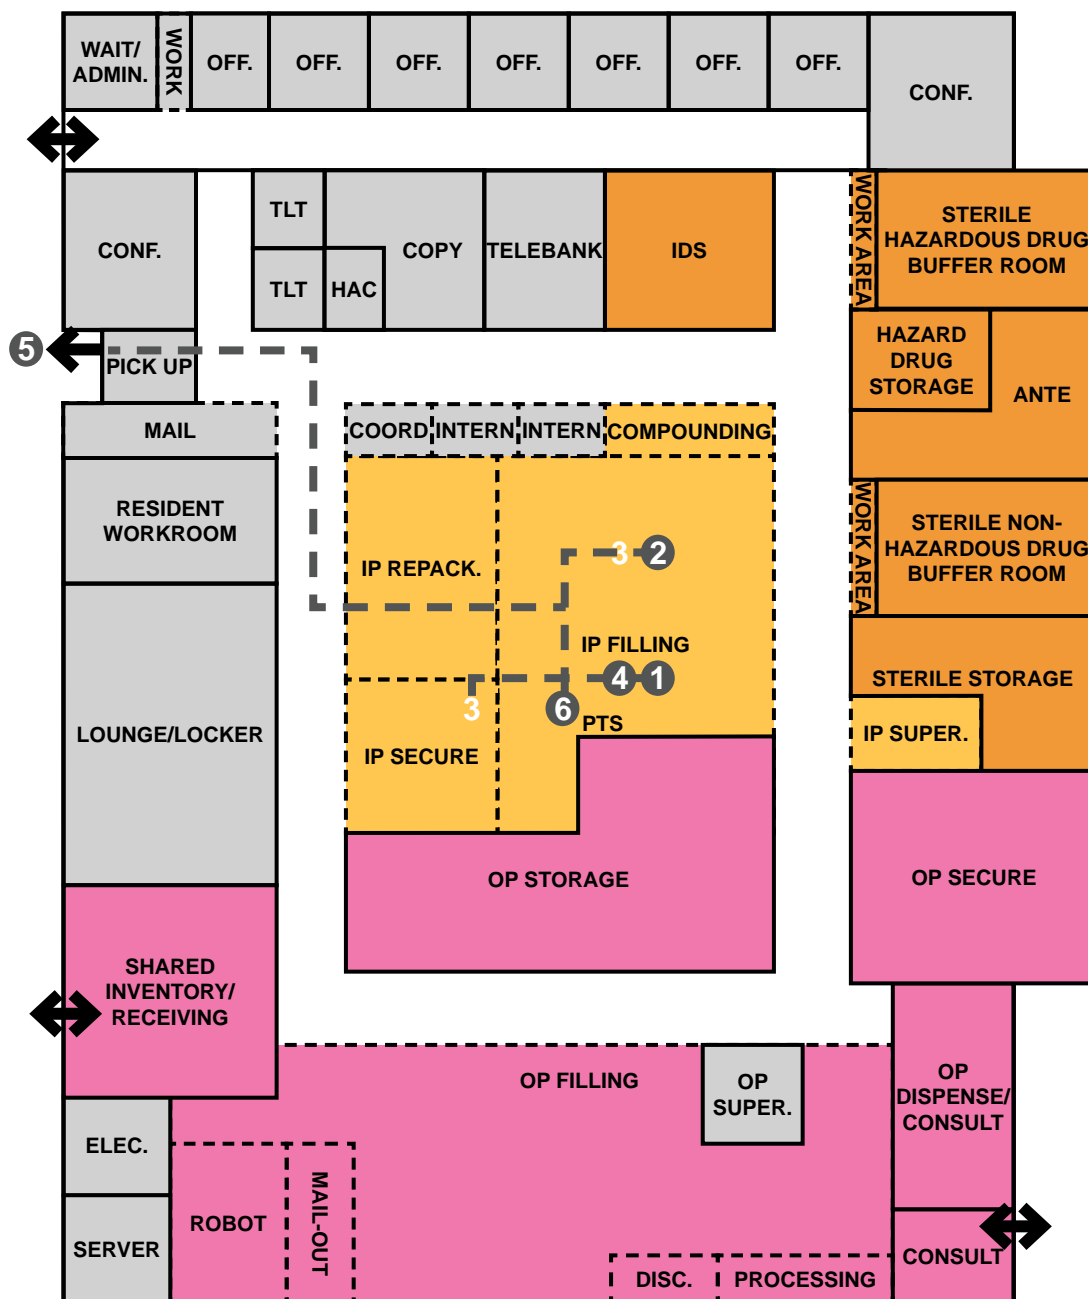 WAIT/
ADMIN.
WORK
OFF.
OFF.
OFF.
OFF.
OFF.
OFF.
OFF.
CONF.
CONF.
TLT
TLT
HAC
COPY
TELEBANK
IDS
WORK AREA
STERILE
HAZARDOUS DRUG
BUFFER ROOM
HAZARD
DRUG
STORAGE
ANTE
5
PICK UP
MAIL
COORD
INTERN
INTERN
COMPOUNDING
RESIDENT
WORKROOM
WORK AREA
STERILE NON-
HAZARDOUS DRUG
BUFFER ROOM
IP REPACK.
3
2
IP FILLING
4
1
3
6
PTS
STERILE STORAGE
IP SUPER.
LOUNGE/LOCKER
IP SECURE
OP STORAGE
OP SECURE
SHARED
INVENTORY/
RECEIVING
OP FILLING
OP
SUPER.
OP
DISPENSE/
CONSULT
ELEC.
ROBOT
MAIL-OUT
SERVER
CONSULT
DISC.
PROCESSING